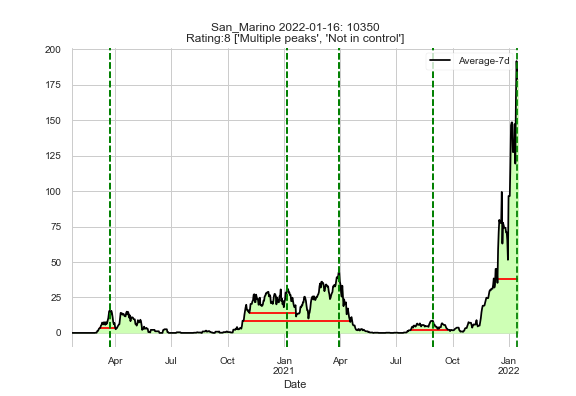 San_Marino 2022-01-16: 10350
Rating:8 ['Multiple peaks', 'Not in control']
Average-7d
200
175
150
125
100
75
50
25
0
Apr Jul Oct Jan Apr Jul Oct Jan
2021 2022
Date